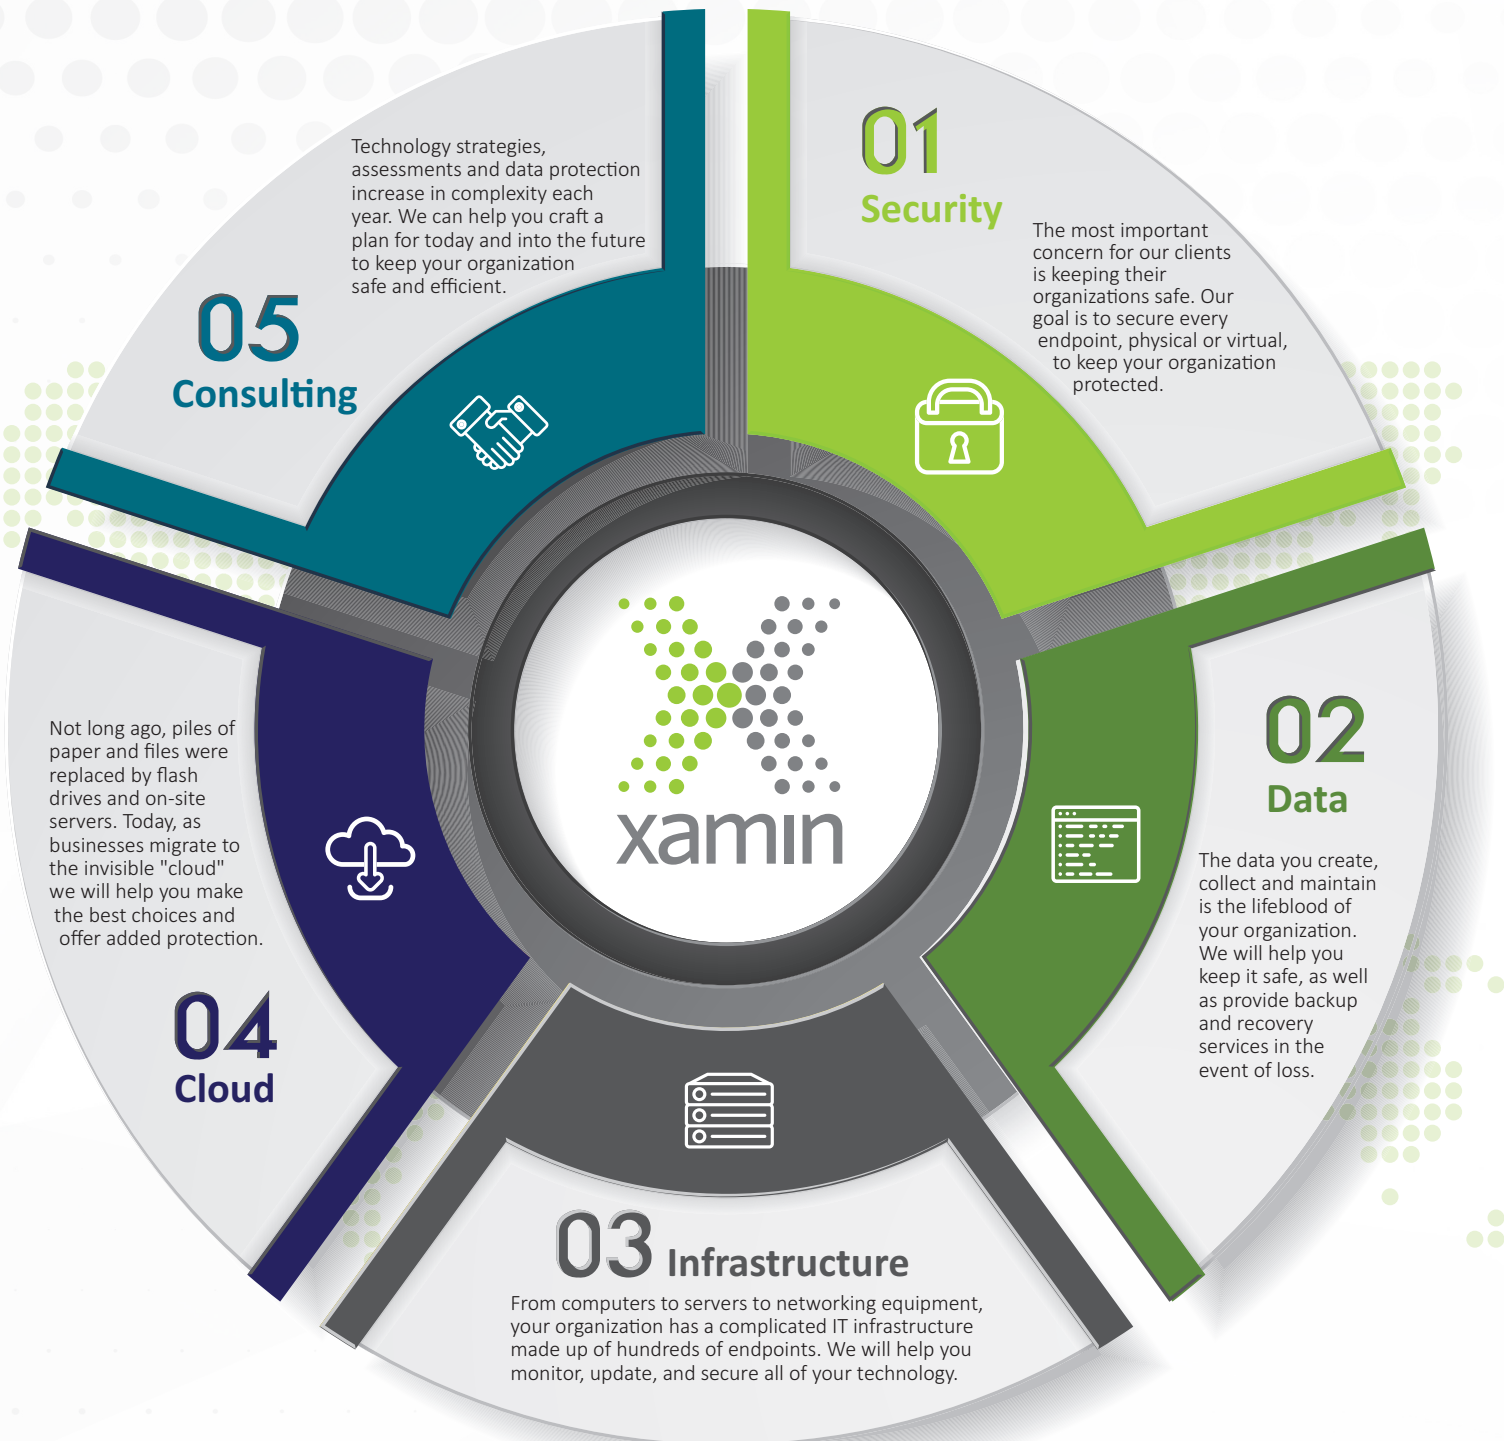 01
Security
The most important
concern for our clients
is keeping their
organizations safe. Our
goal is to secure every
endpoint, physical or virtual,
to keep your organization
protected.
02
Data
The data you create,
collect and maintain
is the lifeblood of
your organization.
We will help you
keep it safe, as well
as provide backup
and recovery
services in the
event of loss.
03 Infrastructure
From computers to servers to networking equipment,
your organization has a complicated IT infrastructure
made up of hundreds of endpoints. We will help you
monitor, update, and secure all of your technology.
Not long ago, piles of
paper and files were
replaced by flash
drives and on-site
servers. Today, as
businesses migrate to
the invisible "cloud"
we will help you make
the best choices and
offer added protection.
04
Cloud
Technology strategies,
assessments and data protection
increase in complexity each
year. We can help you craft a
plan for today and into the future
to keep your organization
safe and efficient.
05
Consulting
xamin